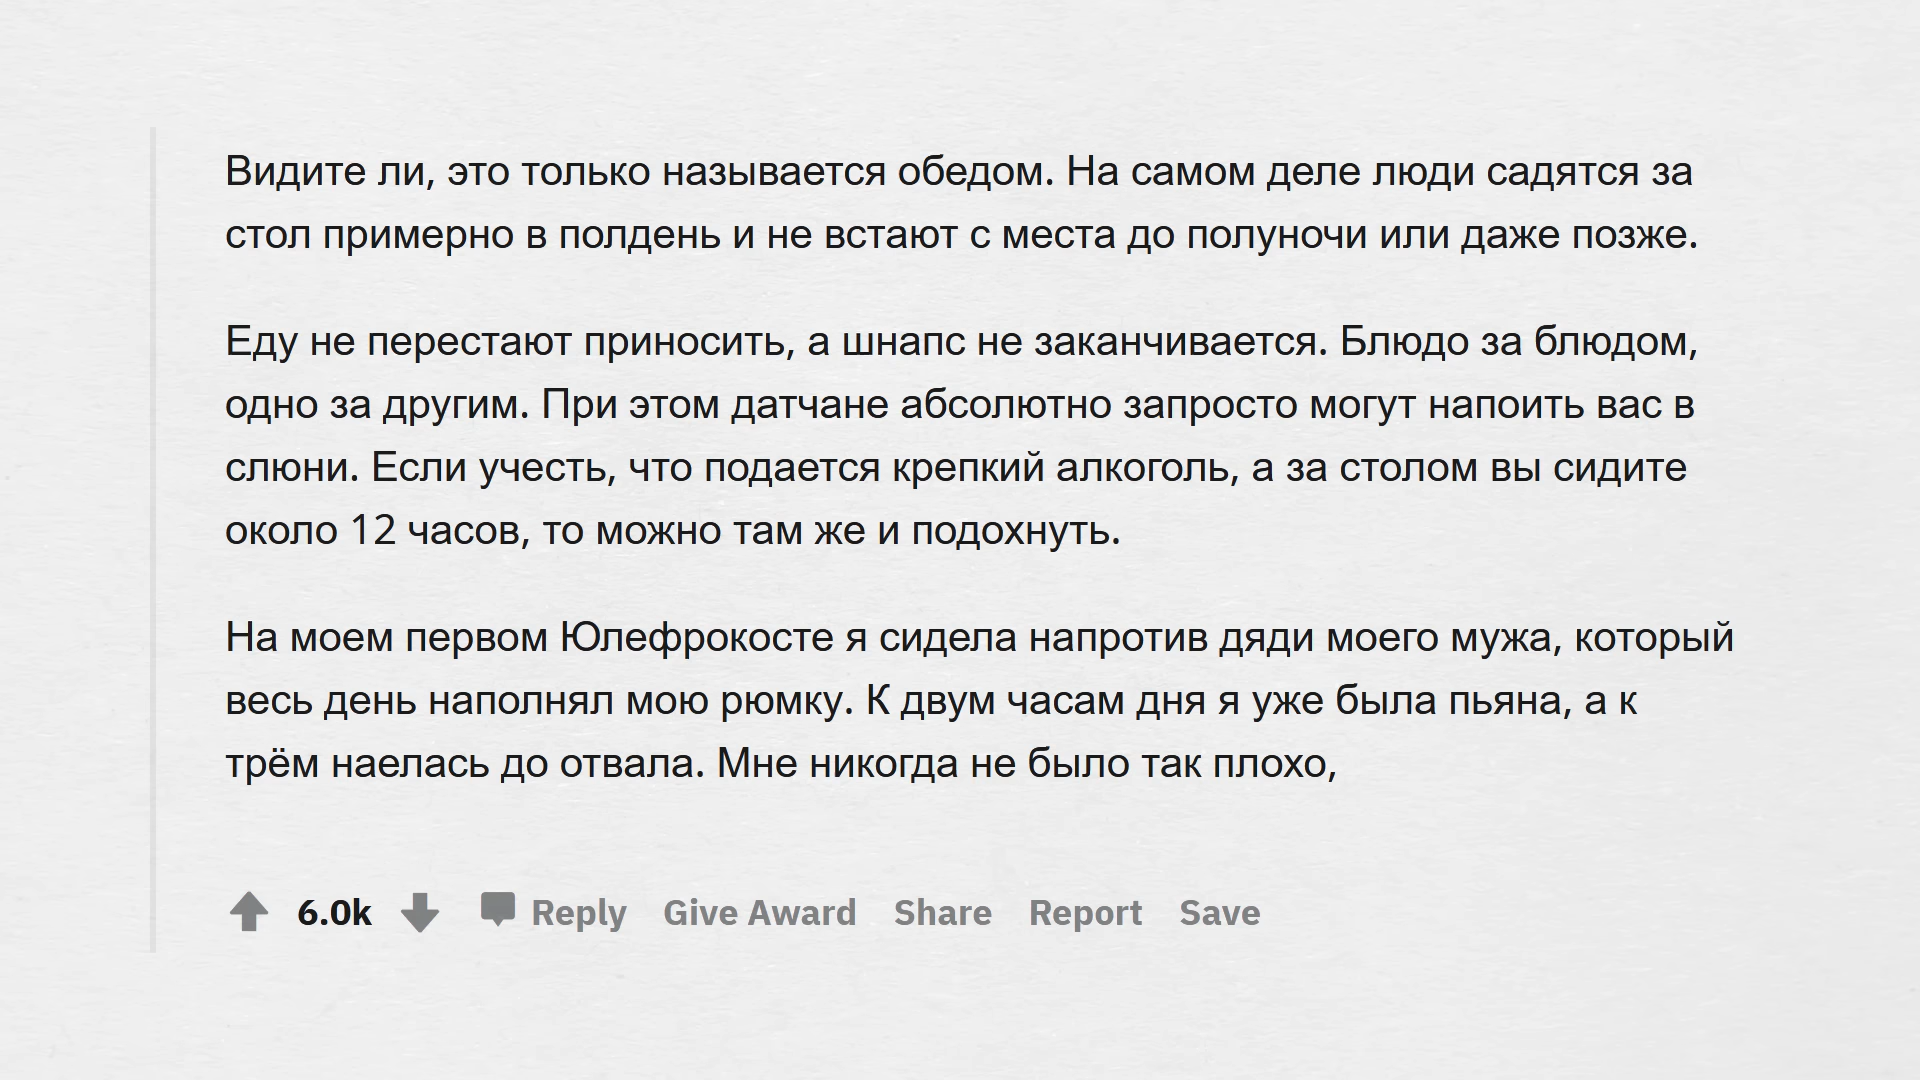 Видите ли, это только называется обедом. На самом деле люди садятся за
стол примерно в полдень и не встают с места до полуночи или даже позже.
Еду не перестают приносить, а шнапс не заканчивается. Блюдо за блюдом,
одно за другим. При этом датчане абсолютно запросто могут напоить вас в
слюни. Если учесть, что подается крепкий алкоголь, а за столом вы сидите
около 12 часов, то можно там же и подохнуть.
На моем первом Юлефрокосте я сидела напротив дяди моего мужа, который
весь день наполнял мою рюмку. К двум часам дня я уже была пьяна, а к
трём наелась до отвала. Мне никогда не было так плохо,
6.0k Reply Give Award Share Report Save